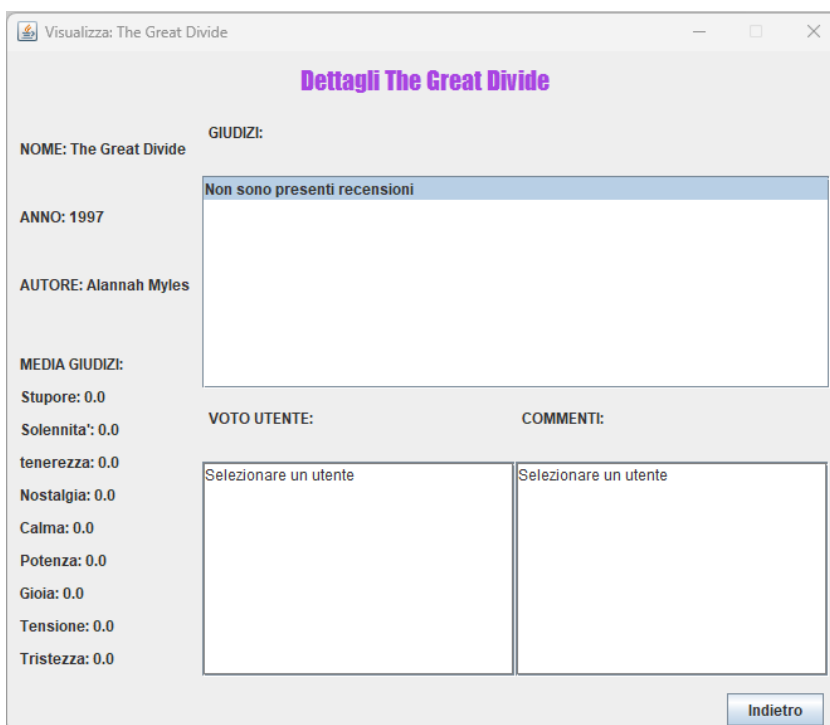 Visualizza: The Great Divide
Dettagli The Great Divide
NOME: The Great Divide
ANNO: 1997
AUTORE: Alannah Myles
MEDIA GIUDIZI:
Stupore: 0.0
Solennita': 0.0
tenerezza: 0.0
Nostalgia: 0.0
Calma: 0.0
Potenza: 0.0
Gioia: 0.0
Tensione: 0.0
Tristezza: 0.0
GIUDIZI:
Non sono presenti recensioni
VOTO UTENTE:
Selezionare un utente
COMMENTI:
Selezionare un utente
Indietro